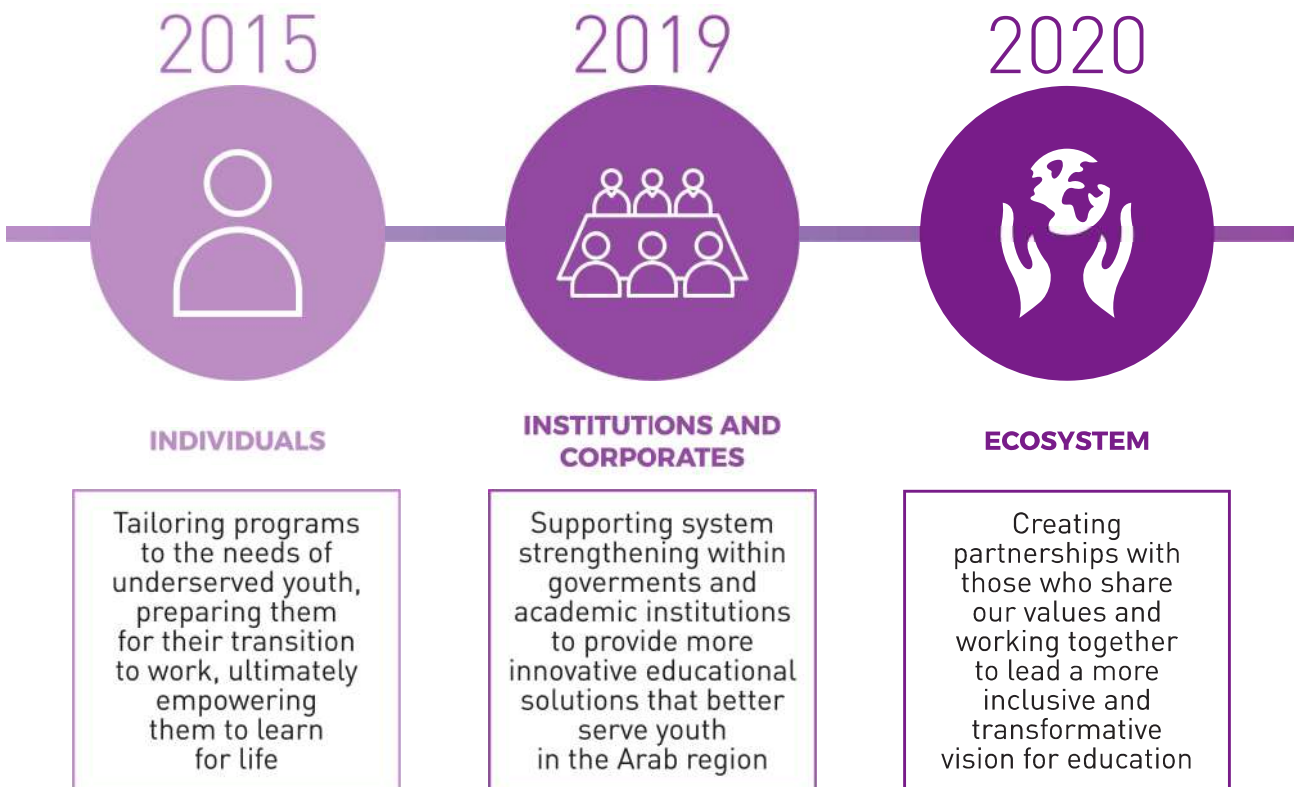 2015
INDIVIDUALS
Tailoring programs
to the needs of
underserved youth,
preparing them
for their transition
to work, ultimately
empowering
them to learn
for life
2019
INSTITUTIONS AND
CORPORATES
Supporting system
strengthening within
goverments and
academic institutions
to provide more
innovative educational
solutions that better
serve youth
in the Arab region
2020
ECOSYSTEM
Creating
partnerships with
those who share
our values and
working together
to lead a more
inclusive and
transformative
vision for education